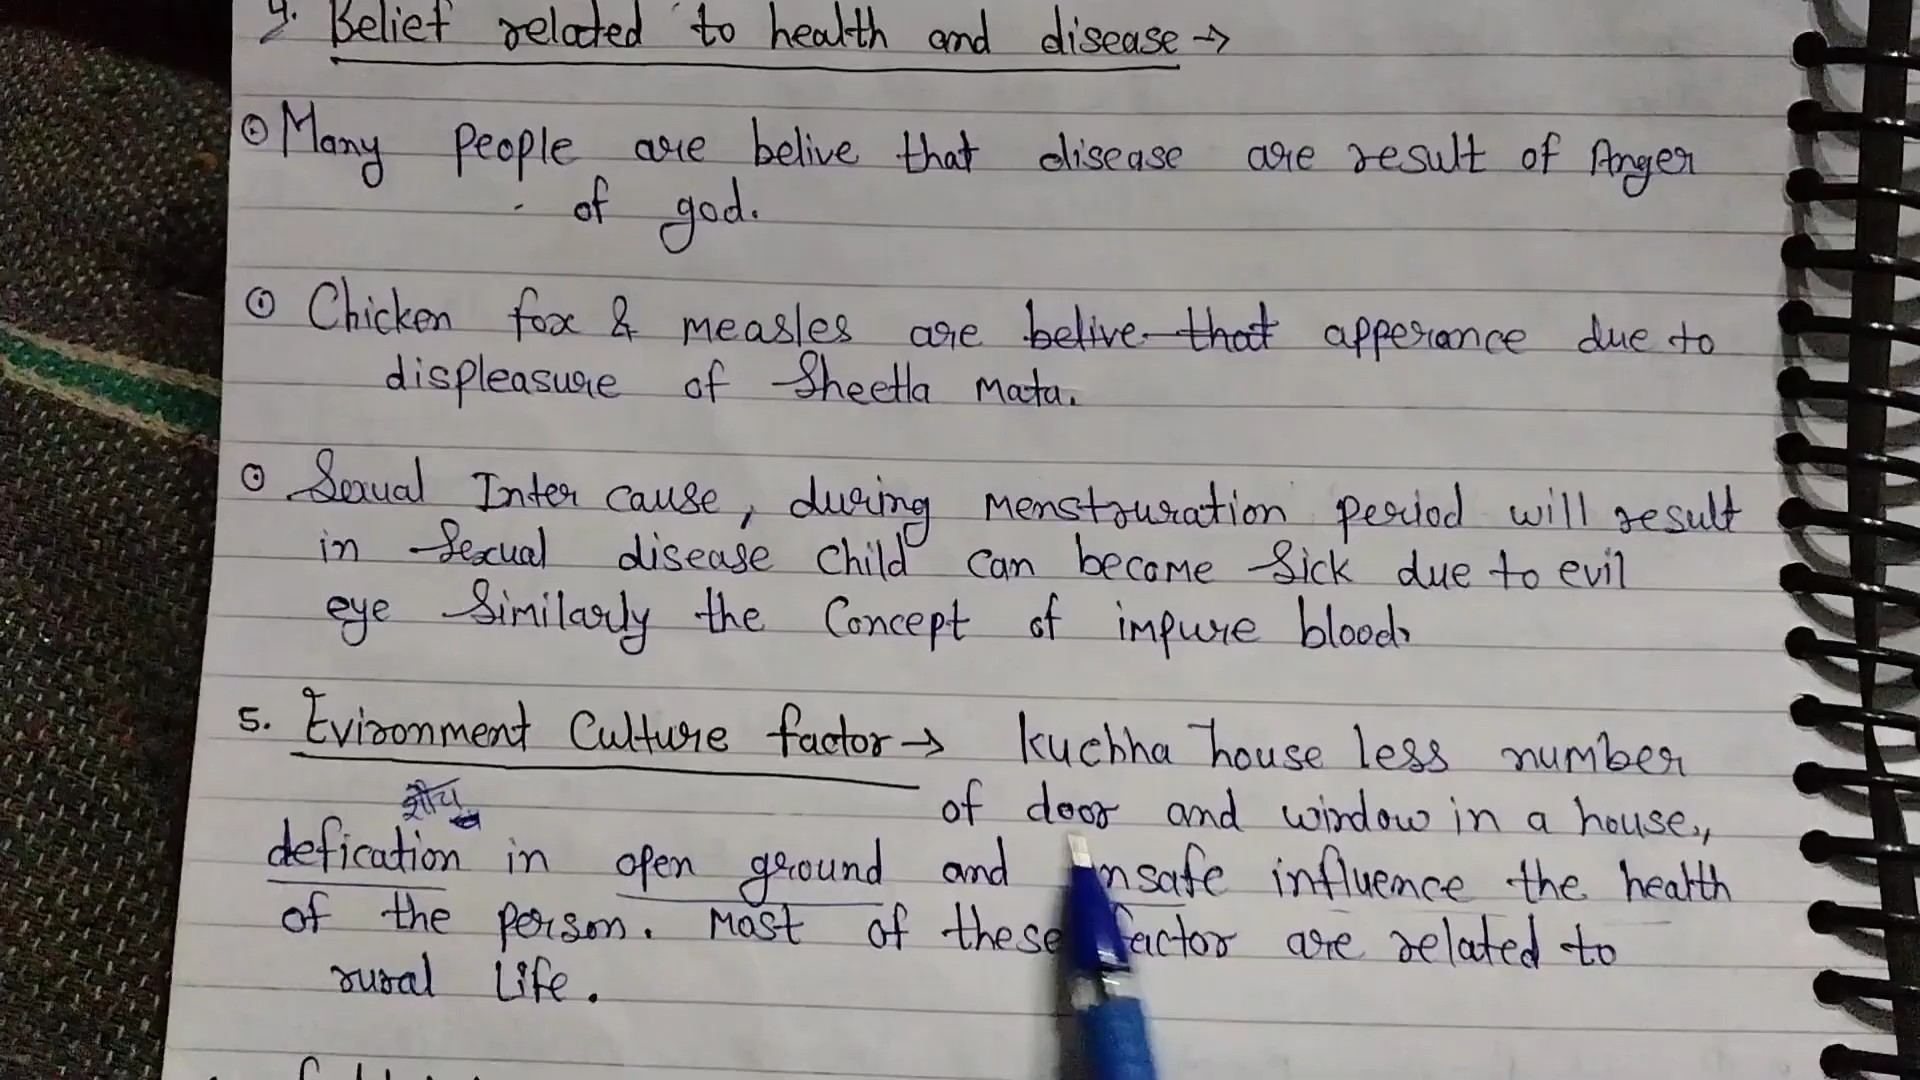 4. Belief related to health and disease →
⊙ Many people are belive that disease are result of Anger
of god.
⊙ Chicken fox & measles are belive that apperance due to
displeasure of Sheetla Mata.
⊙ Sexual Inter cause, during menstruration period will result
in Sexual disease child can become Sick due to evil
eye Similarly the Concept of impure blood.
5. Evironment Culture factor → kuchha house less number
of door and window in a house,,
शौच
defication in open ground and unsafe influence the health
of the person. Most of these factor are related to
rural Life.